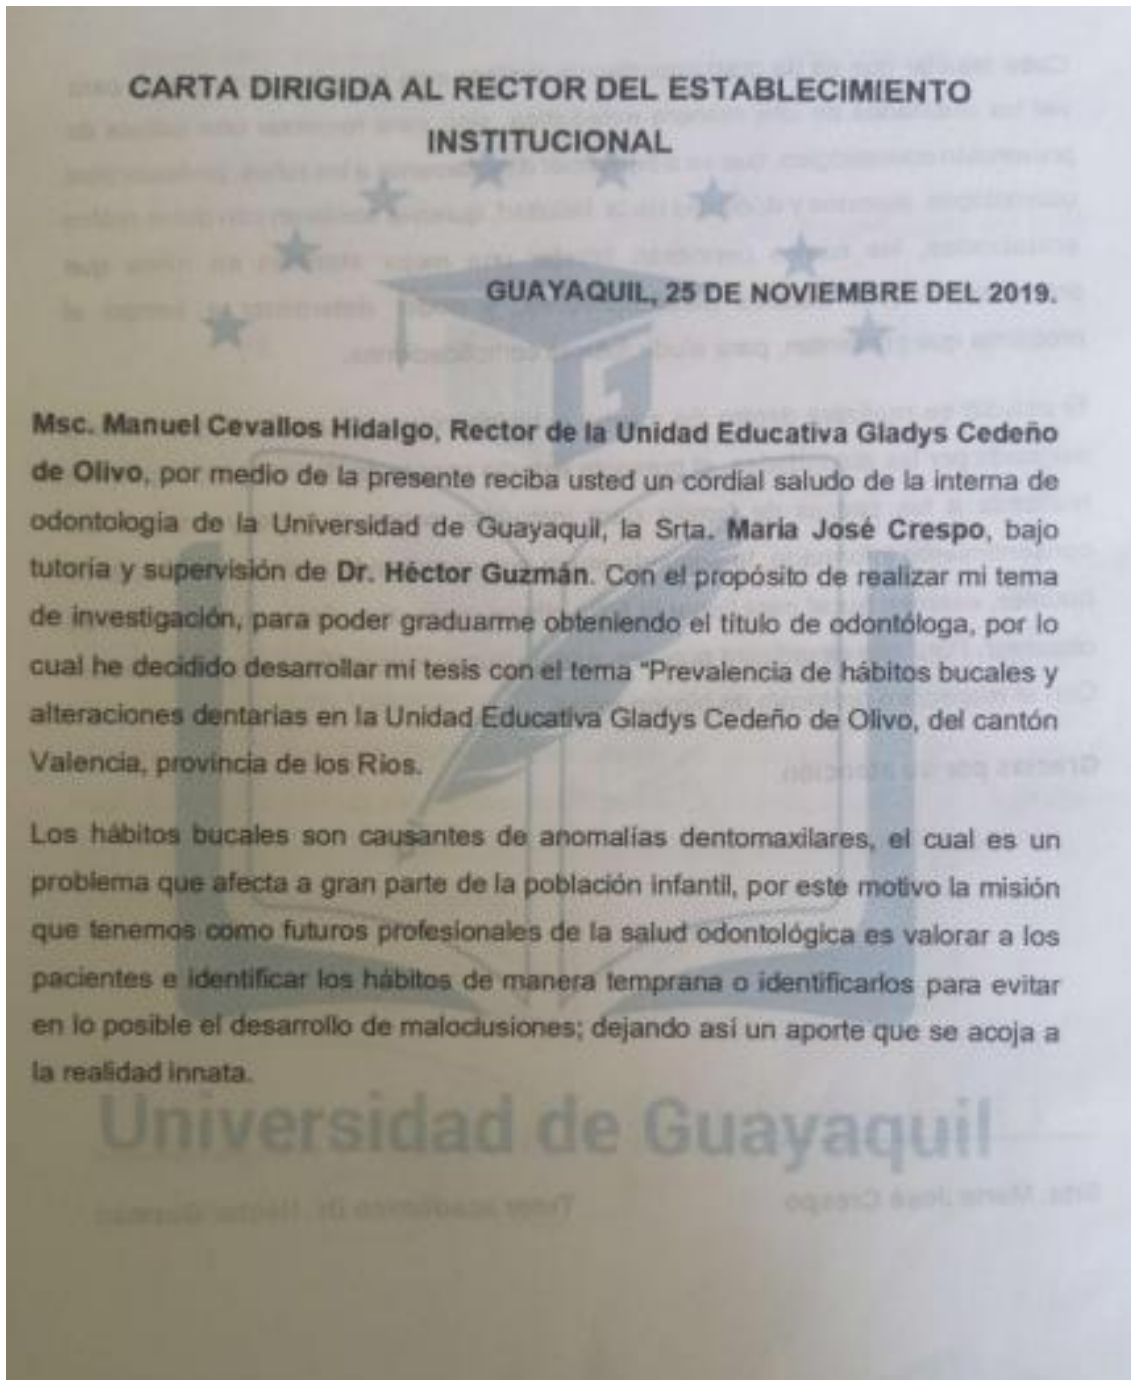 CARTA DIRIGIDA AL RECTOR DEL ESTABLECIMIENTO
INSTITUCIONAL
GUAYAQUIL, 25 DE NOVIEMBRE DEL 2019.
Msc. Manuel Cevallos Hidalgo, Rector de la Unidad Educativa Gladys Cedeño
de Olivo, por medio de la presente reciba usted un cordial saludo de la interna de
odontología de la Universidad de Guayaquil, la Srta. Maria José Crespo, bajo
tutoría y supervisión de Dr. Héctor Guzmán. Con el propósito de realizar mi tema
de investigación, para poder graduarme obteniendo el título de odontóloga, por lo
cual he decidido desarrollar mi tesis con el tema “Prevalencia de hábitos bucales y
alteraciones dentarias en la Unidad Educativa Gladys Cedeño de Olivo, del cantón
Valencia, provincia de los Rios.
Los hábitos bucales son causantes de anomalías dentomaxilares, el cual es un
problema que afecta a gran parte de la población infantil, por este motivo la misión
que tenemos como futuros profesionales de la salud odontológica es valorar a los
pacientes e identificar los hábitos de manera temprana o identificarlos para evitar
en lo posible el desarrollo de maloclusiones; dejando así un aporte que se acoja a
la realidad innata.
Universidad de Guayaquil